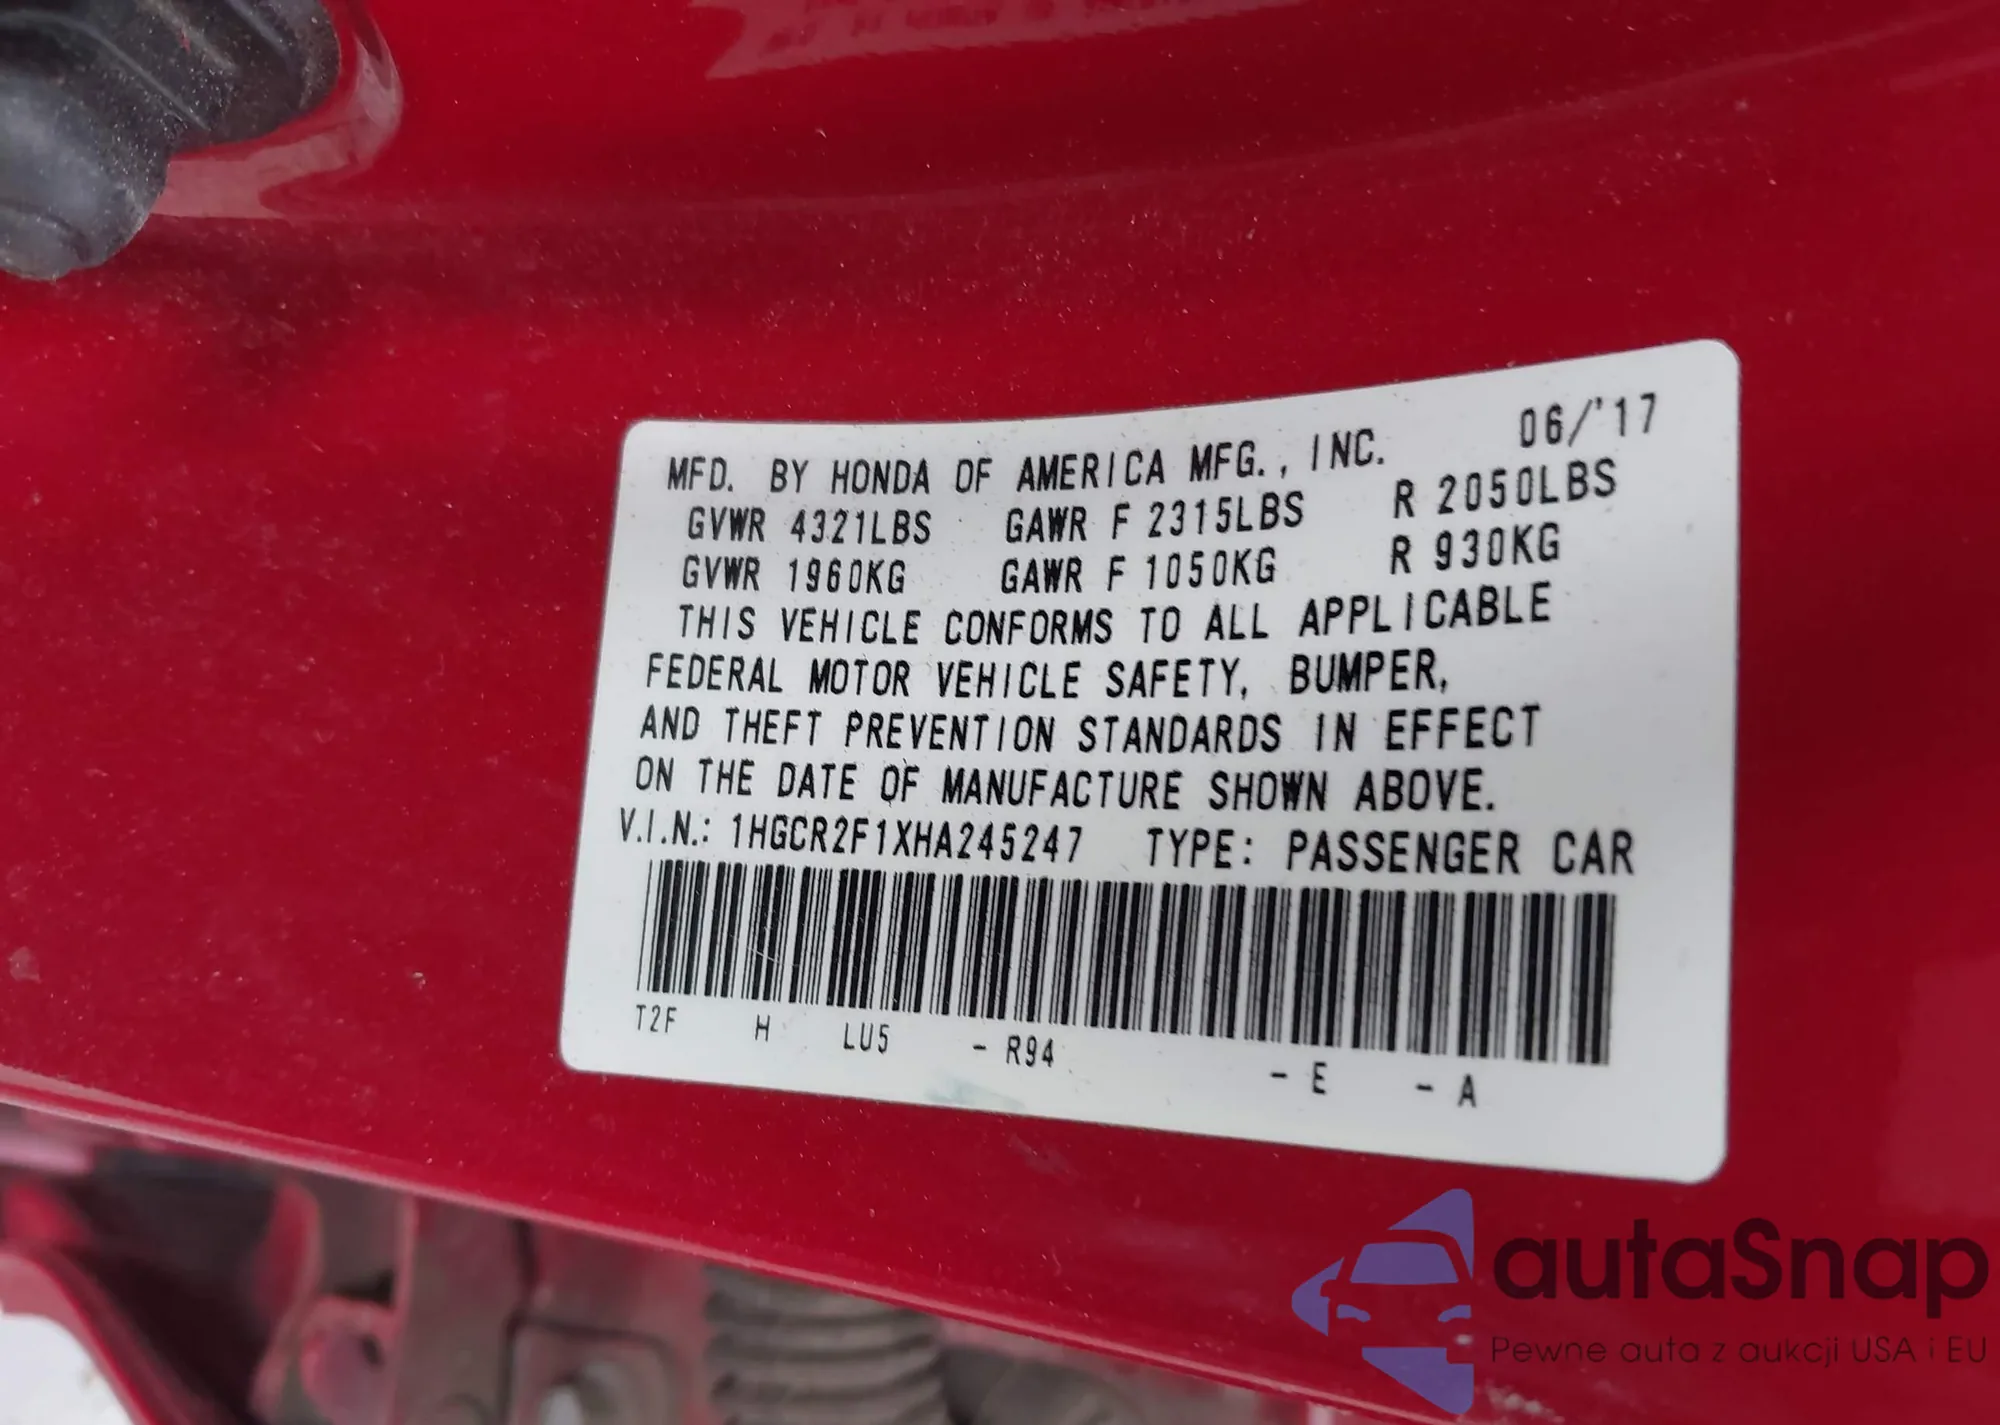 MFD. BY HONDA OF AMERICA MFG., INC. 06/'17
GVWR 4321LBS GAWR F 2315LBS R 2050LBS
GVWR 1960KG GAWR F 1050KG R 930KG
THIS VEHICLE CONFORMS TO ALL APPLICABLE
FEDERAL MOTOR VEHICLE SAFETY, BUMPER,
AND THEFT PREVENTION STANDARDS IN EFFECT
ON THE DATE OF MANUFACTURE SHOWN ABOVE.
V.I.N.: 1HGCR2F1XHA245247 TYPE: PASSENGER CAR
T2F H LU5 - R94 - E - A
autaSnap
Pewne auta z aukcji USA i EU